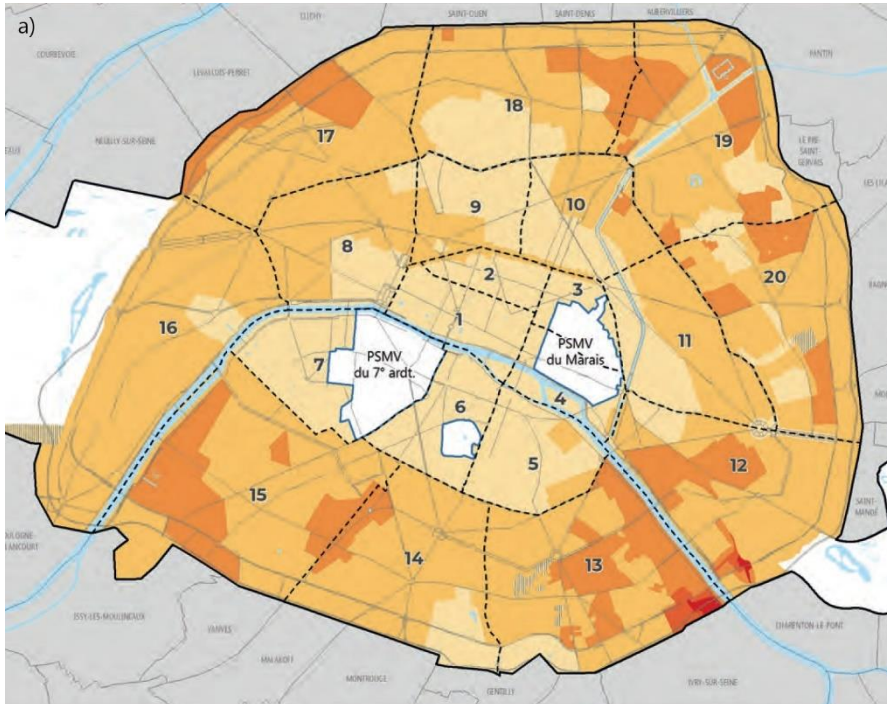 a)
CLICHY
SAINT-OUEN
SAINT-DENIS
AUBERVILLIERS
COURBEVOIE
PANTIN
LEVALLOIS-PERRET
18
17
NEUILLY-SUR-SEINE
19
LE PRÉ-
SAINT-
GERVAIS
9
10
8
2
3
20
16
1
11
PSMV
du Marais
7
PSMV
du 7e ardt.
6
4
5
12
15
SAINT-
MANDÉ
13
14
ISSY-LES-MOULINEAUX
VANVES
CHARENTON-LE-PONT
MALAKOFF
MONTROUGE
GENTILLY
IVRY-SUR-SEINE